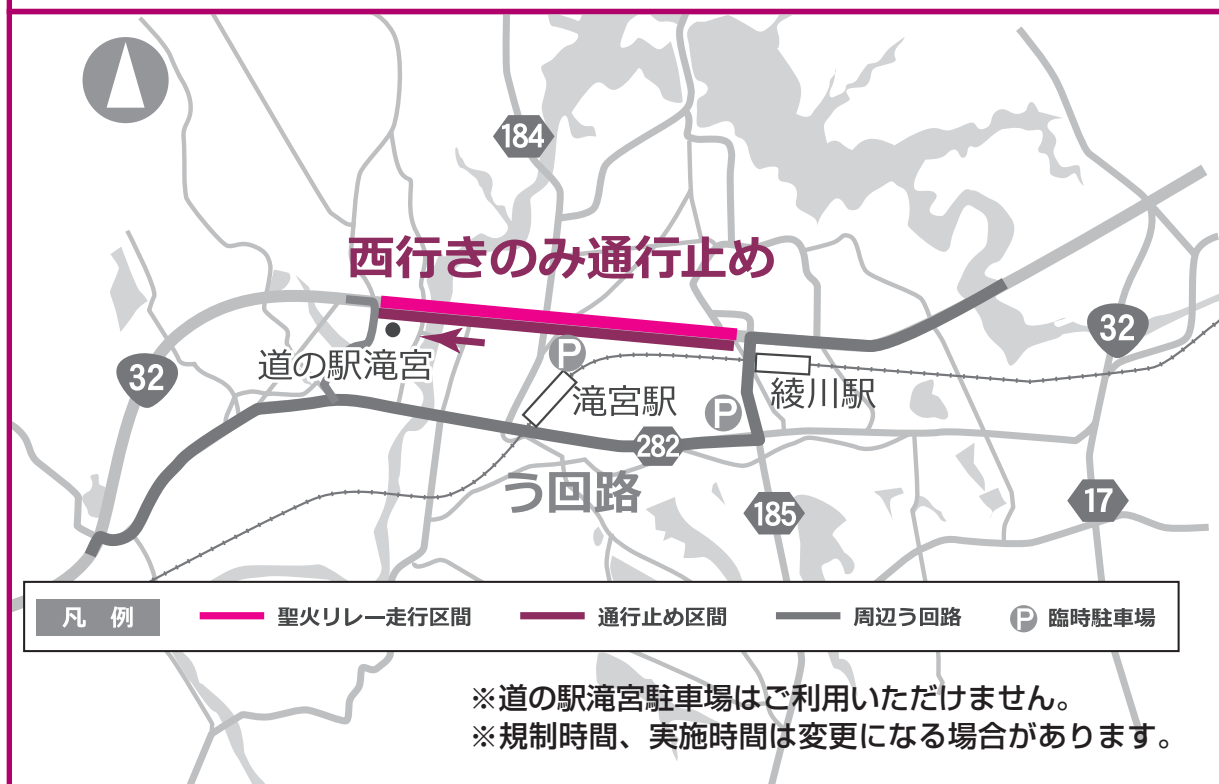 184
西行きのみ通行止め
32
道の駅滝宮
P
32
滝宮駅
P
綾川駅
282
う回路
185
17
凡 例
聖火リレー走行区間
通行止め区間
周辺う回路
P 臨時駐車場
※道の駅滝宮駐車場はご利用いただけません。
※規制時間、実施時間は変更になる場合があります。